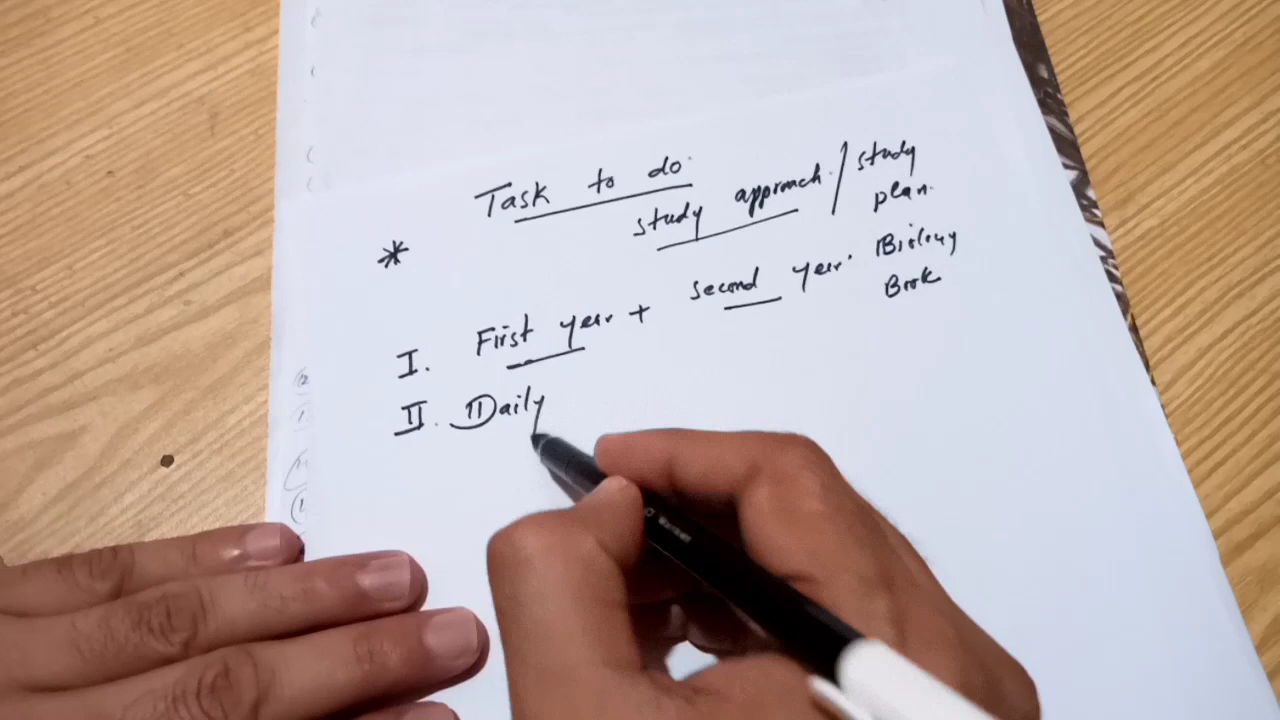 Task to do.
* study approach. / study plan.
I. First year + second year. Biology Book
II. Daily